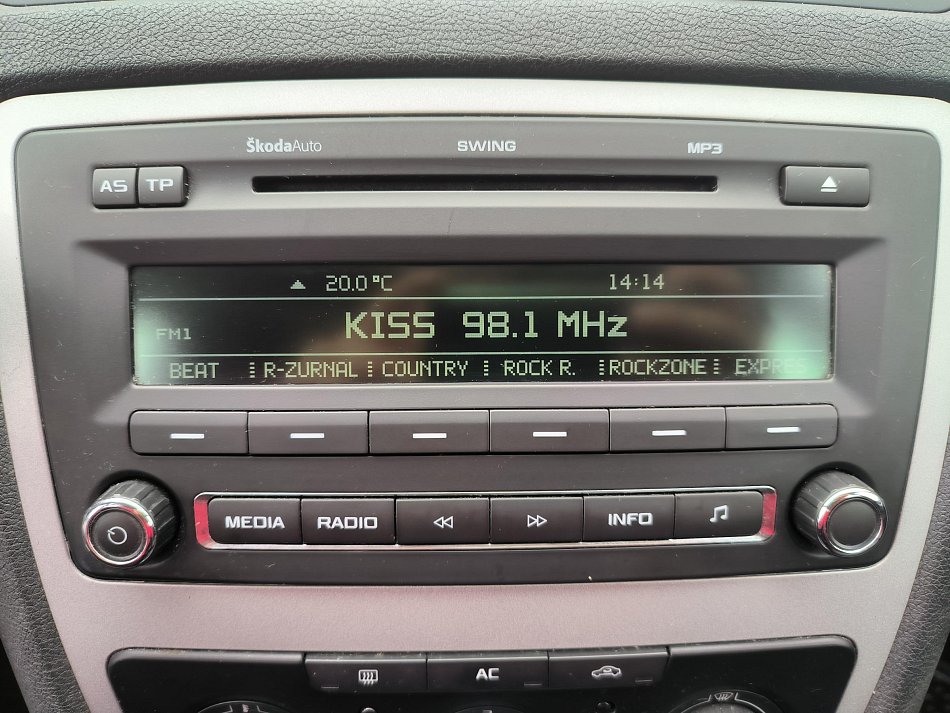 ŠkodaAuto SWING MP3
AS TP
20.0 °C 14:14
FM1 KISS 98.1 MHz
BEAT R-ZURNAL COUNTRY ROCK R. ROCKZONE EXPRES
MEDIA RADIO INFO
AC